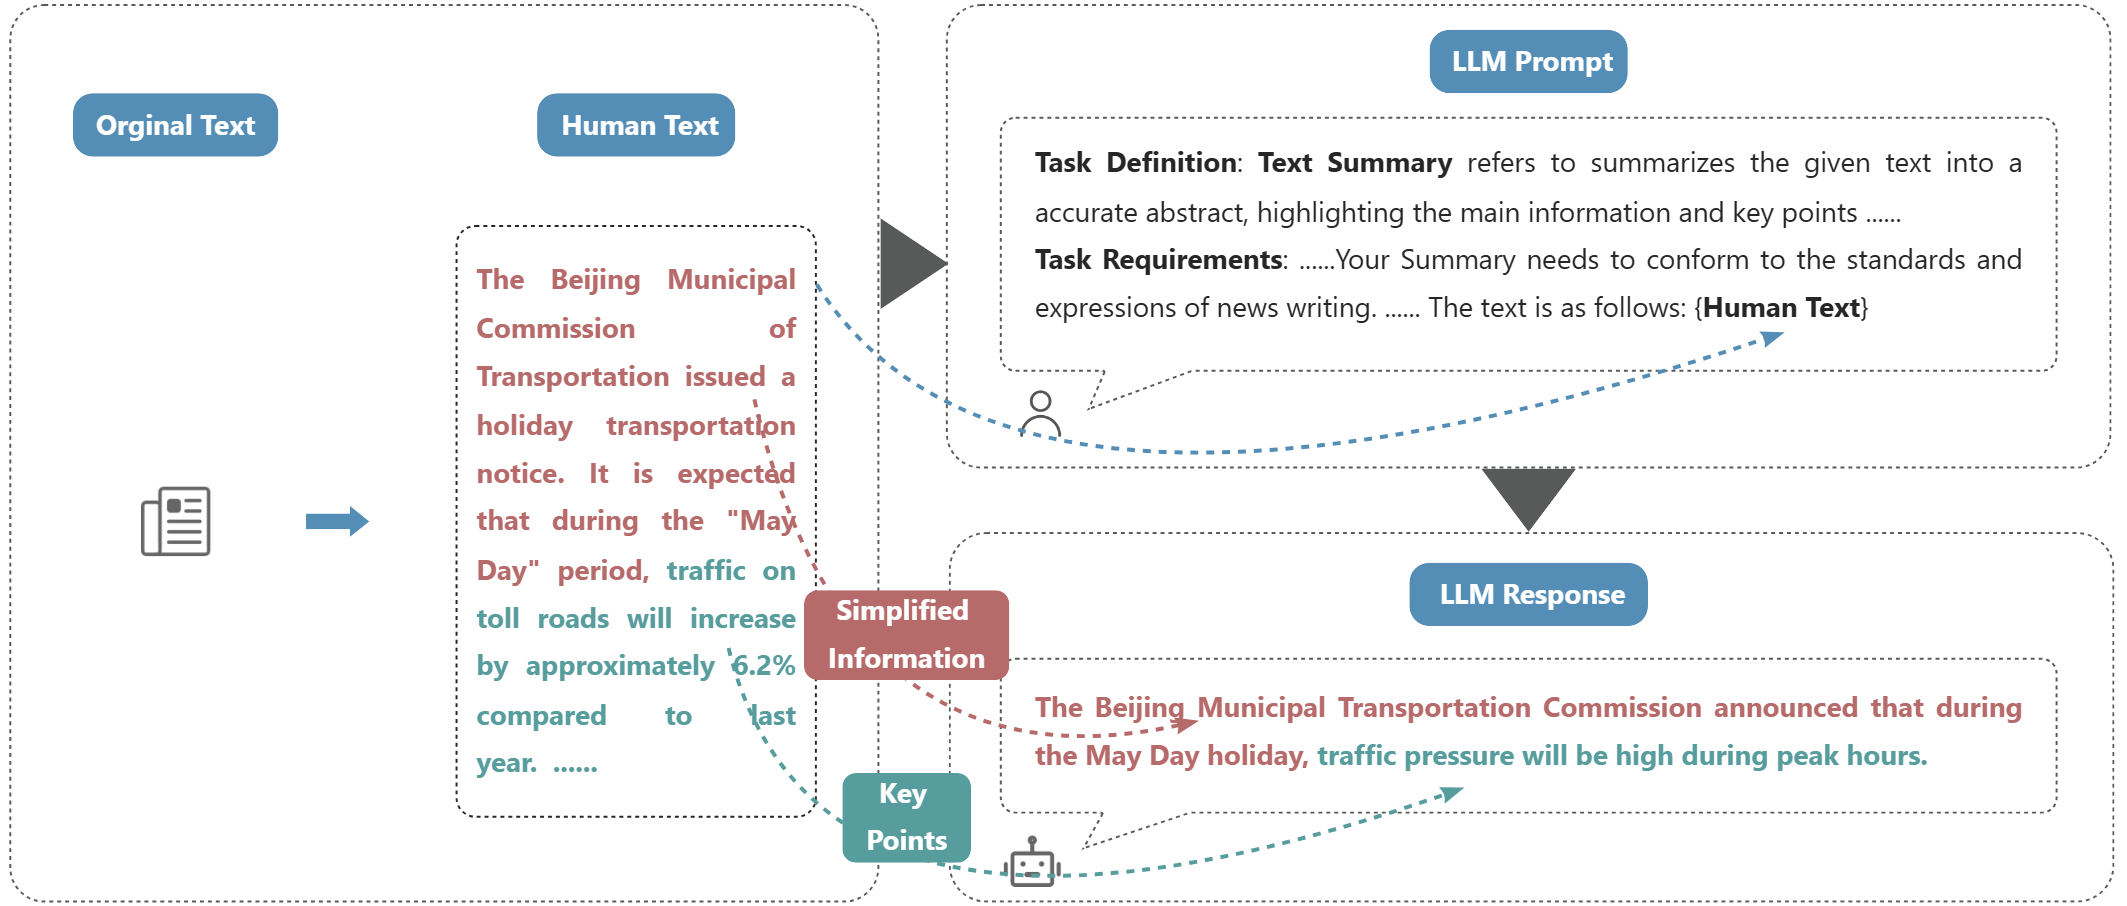 Orginal Text
Human Text
The Beijing Municipal
Commission of
Transportation issued a
holiday transportation
notice. It is expected
that during the "May
Day" period, traffic on
toll roads will increase
by approximately 6.2%
compared to last
year. ......
LLM Prompt
Task Definition: Text Summary refers to summarizes the given text into a
accurate abstract, highlighting the main information and key points ......
Task Requirements: ......Your Summary needs to conform to the standards and
expressions of news writing. ...... The text is as follows: {Human Text}
Simplified
Information
Key
Points
LLM Response
The Beijing Municipal Transportation Commission announced that during
the May Day holiday, traffic pressure will be high during peak hours.